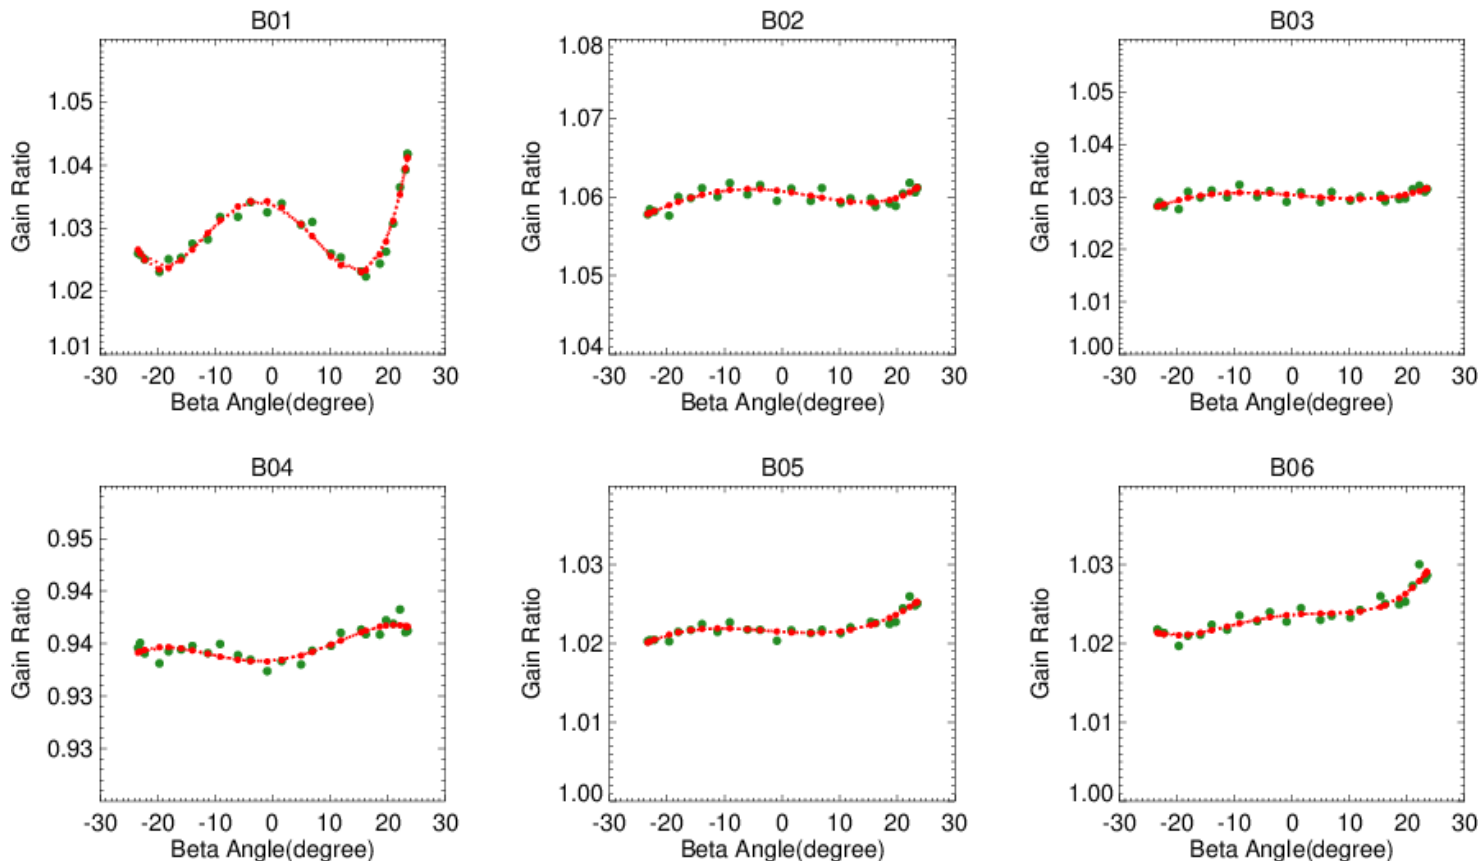 B01
B02
B03
1.05
1.04
1.03
1.02
1.01
Gain Ratio
-30 -20 -10 0 10 20 30
Beta Angle(degree)
1.08
1.07
1.06
1.05
1.04
Gain Ratio
-30 -20 -10 0 10 20 30
Beta Angle(degree)
1.05
1.04
1.03
1.02
1.01
1.00
Gain Ratio
-30 -20 -10 0 10 20 30
Beta Angle(degree)
B04
B05
B06
0.95
0.94
0.94
0.93
0.93
Gain Ratio
-30 -20 -10 0 10 20 30
Beta Angle(degree)
1.03
1.02
1.01
1.00
Gain Ratio
-30 -20 -10 0 10 20 30
Beta Angle(degree)
1.03
1.02
1.01
1.00
Gain Ratio
-30 -20 -10 0 10 20 30
Beta Angle(degree)